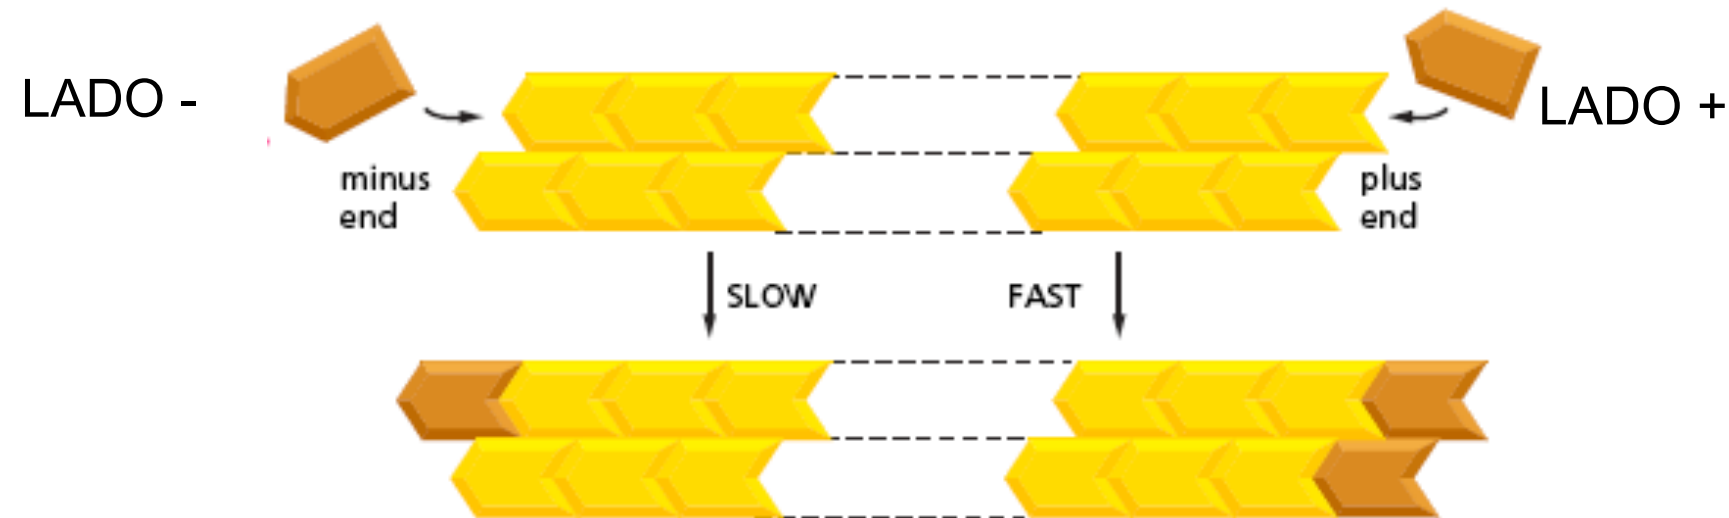 LADO -
LADO +
minus
end
plus
end
SLOW
FAST